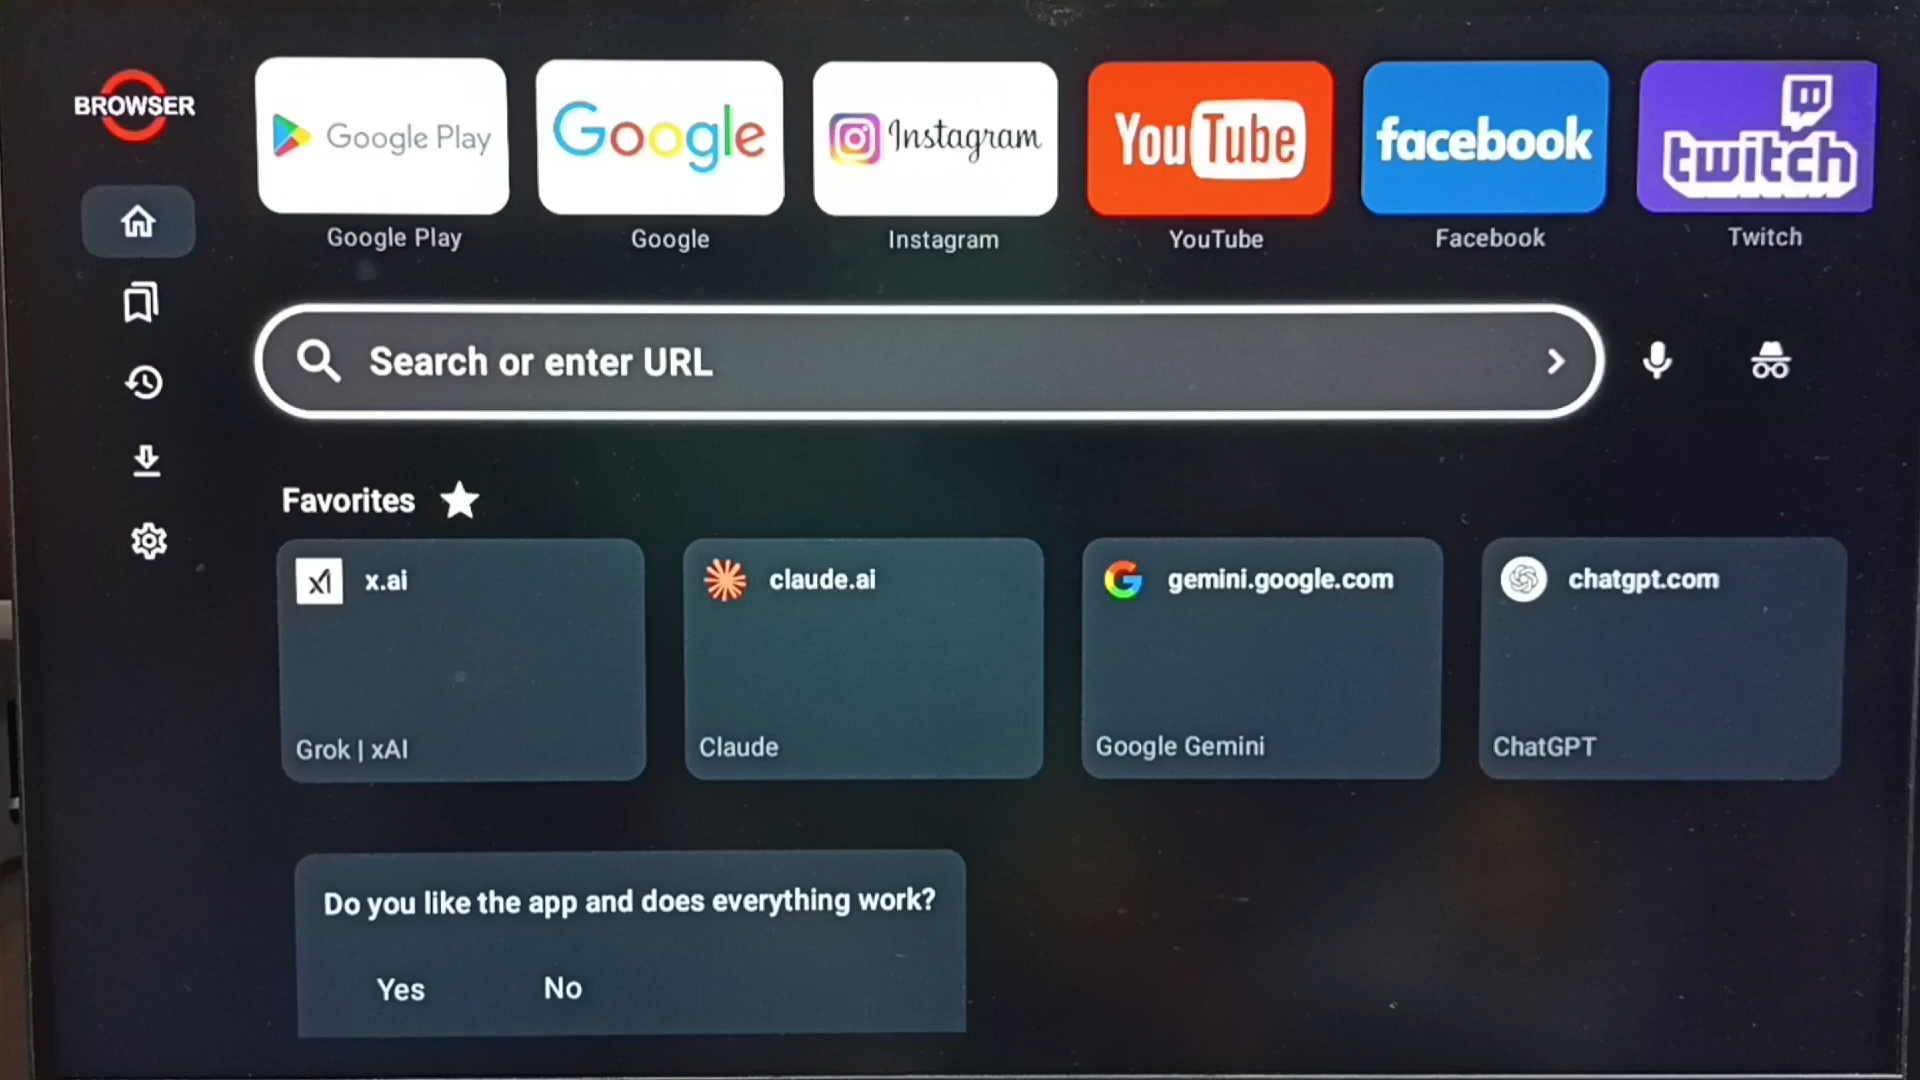 BROWSER
Google Play
Google
Instagram
YouTube
facebook
twitch
Google Play
Google
Instagram
YouTube
Facebook
Twitch
Search or enter URL
Favorites
x.ai
claude.ai
G
gemini.google.com
chatgpt.com
Grok | xAI
Claude
Google Gemini
ChatGPT
Do you like the app and does everything work?
Yes
No